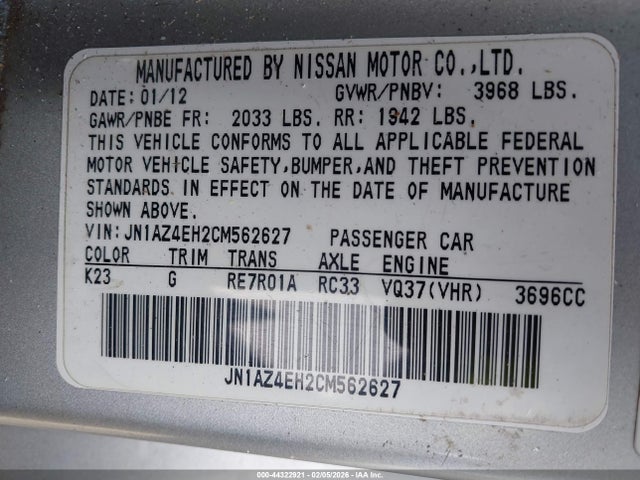 MANUFACTURED BY NISSAN MOTOR CO.,LTD.
DATE: 01/12 GVWR/PNBV: 3968 LBS.
GAWR/PNBE FR: 2033 LBS. RR: 1942 LBS.
THIS VEHICLE CONFORMS TO ALL APPLICABLE FEDERAL
MOTOR VEHICLE SAFETY,BUMPER,AND THEFT PREVENTION
STANDARDS IN EFFECT ON THE DATE OF MANUFACTURE
SHOWN ABOVE.
VIN: JN1AZ4EH2CM562627 PASSENGER CAR
COLOR TRIM TRANS AXLE ENGINE
K23 G RE7R01A RC33 VQ37(VHR) 3696CC
JN1AZ4EH2CM562627
000-44322921 02/05/2026 IAAI.COM